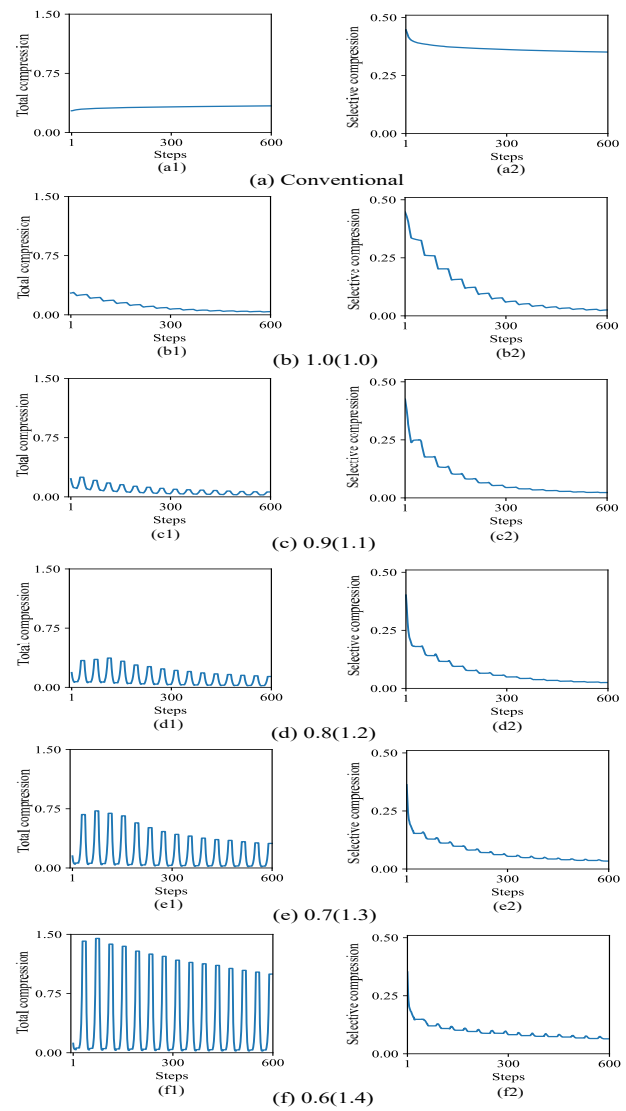 1.50
0.75
0.00
Total compression
1
300
600
Steps
(a1)
0.50
0.25
0.00
Selective compression
1
300
600
Steps
(a2)
(a) Conventional
1.50
0.75
0.00
Total compression
1
300
600
Steps
(b1)
0.50
0.25
0.00
Selective compression
1
300
600
Steps
(b2)
(b) 1.0(1.0)
1.50
0.75
0.00
Total compression
1
300
600
Steps
(c1)
0.50
0.25
0.00
Selective compression
1
300
600
Steps
(c2)
(c) 0.9(1.1)
1.50
0.75
0.00
Total compression
1
300
600
Steps
(d1)
0.50
0.25
0.00
Selective compression
1
300
600
Steps
(d2)
(d) 0.8(1.2)
1.50
0.75
0.00
Total compression
1
300
600
Steps
(e1)
0.50
0.25
0.00
Selective compression
1
300
600
Steps
(e2)
(e) 0.7(1.3)
1.50
0.75
0.00
Total compression
1
300
600
Steps
(f1)
0.50
0.25
0.00
Selective compression
1
300
600
Steps
(f2)
(f) 0.6(1.4)